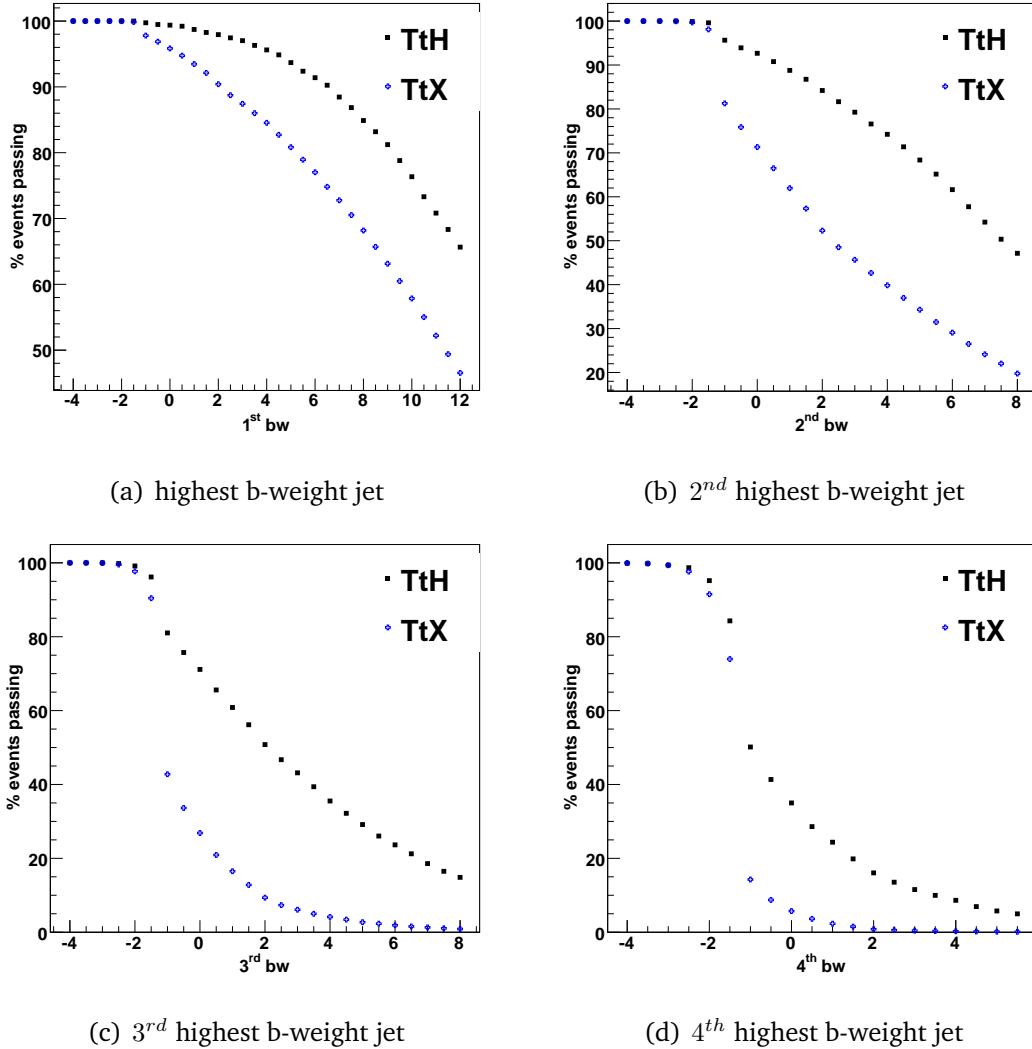 100
90
80
70
60
50
% events passing
TtH
TtX
-4 -2 0 2 4 6 8 10 12
1st bw
(a) highest b-weight jet
100
90
80
70
60
50
40
30
20
% events passing
TtH
TtX
-4 -2 0 2 4 6 8
2nd bw
(b) 2nd highest b-weight jet
100
80
60
40
20
0
% events passing
TtH
TtX
-4 -2 0 2 4 6 8
3rd bw
(c) 3rd highest b-weight jet
100
80
60
40
20
0
% events passing
TtH
TtX
-4 -2 0 2 4
4th bw
(d) 4th highest b-weight jet